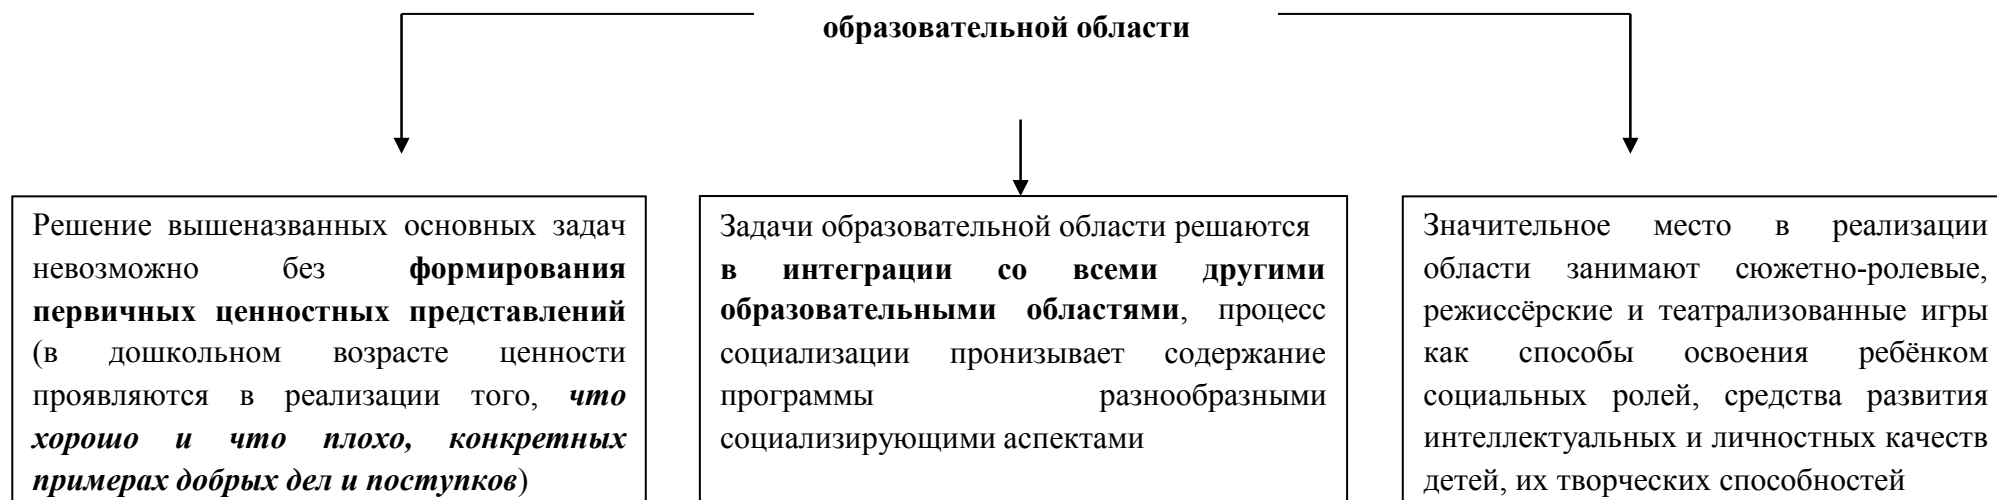 образовательной области
Решение вышеназванных основных задач
невозможно без формирования
первичных ценностных представлений
(в дошкольном возрасте ценности
проявляются в реализации того, что
хорошо и что плохо, конкретных
примерах добрых дел и поступков)
Задачи образовательной области решаются
в интеграции со всеми другими
образовательными областями, процесс
социализации пронизывает содержание
программы разнообразными
социализирующими аспектами
Значительное место в реализации
области занимают сюжетно-ролевые,
режиссёрские и театрализованные игры
как способы освоения ребёнком
социальных ролей, средства развития
интеллектуальных и личностных качеств
детей, их творческих способностей